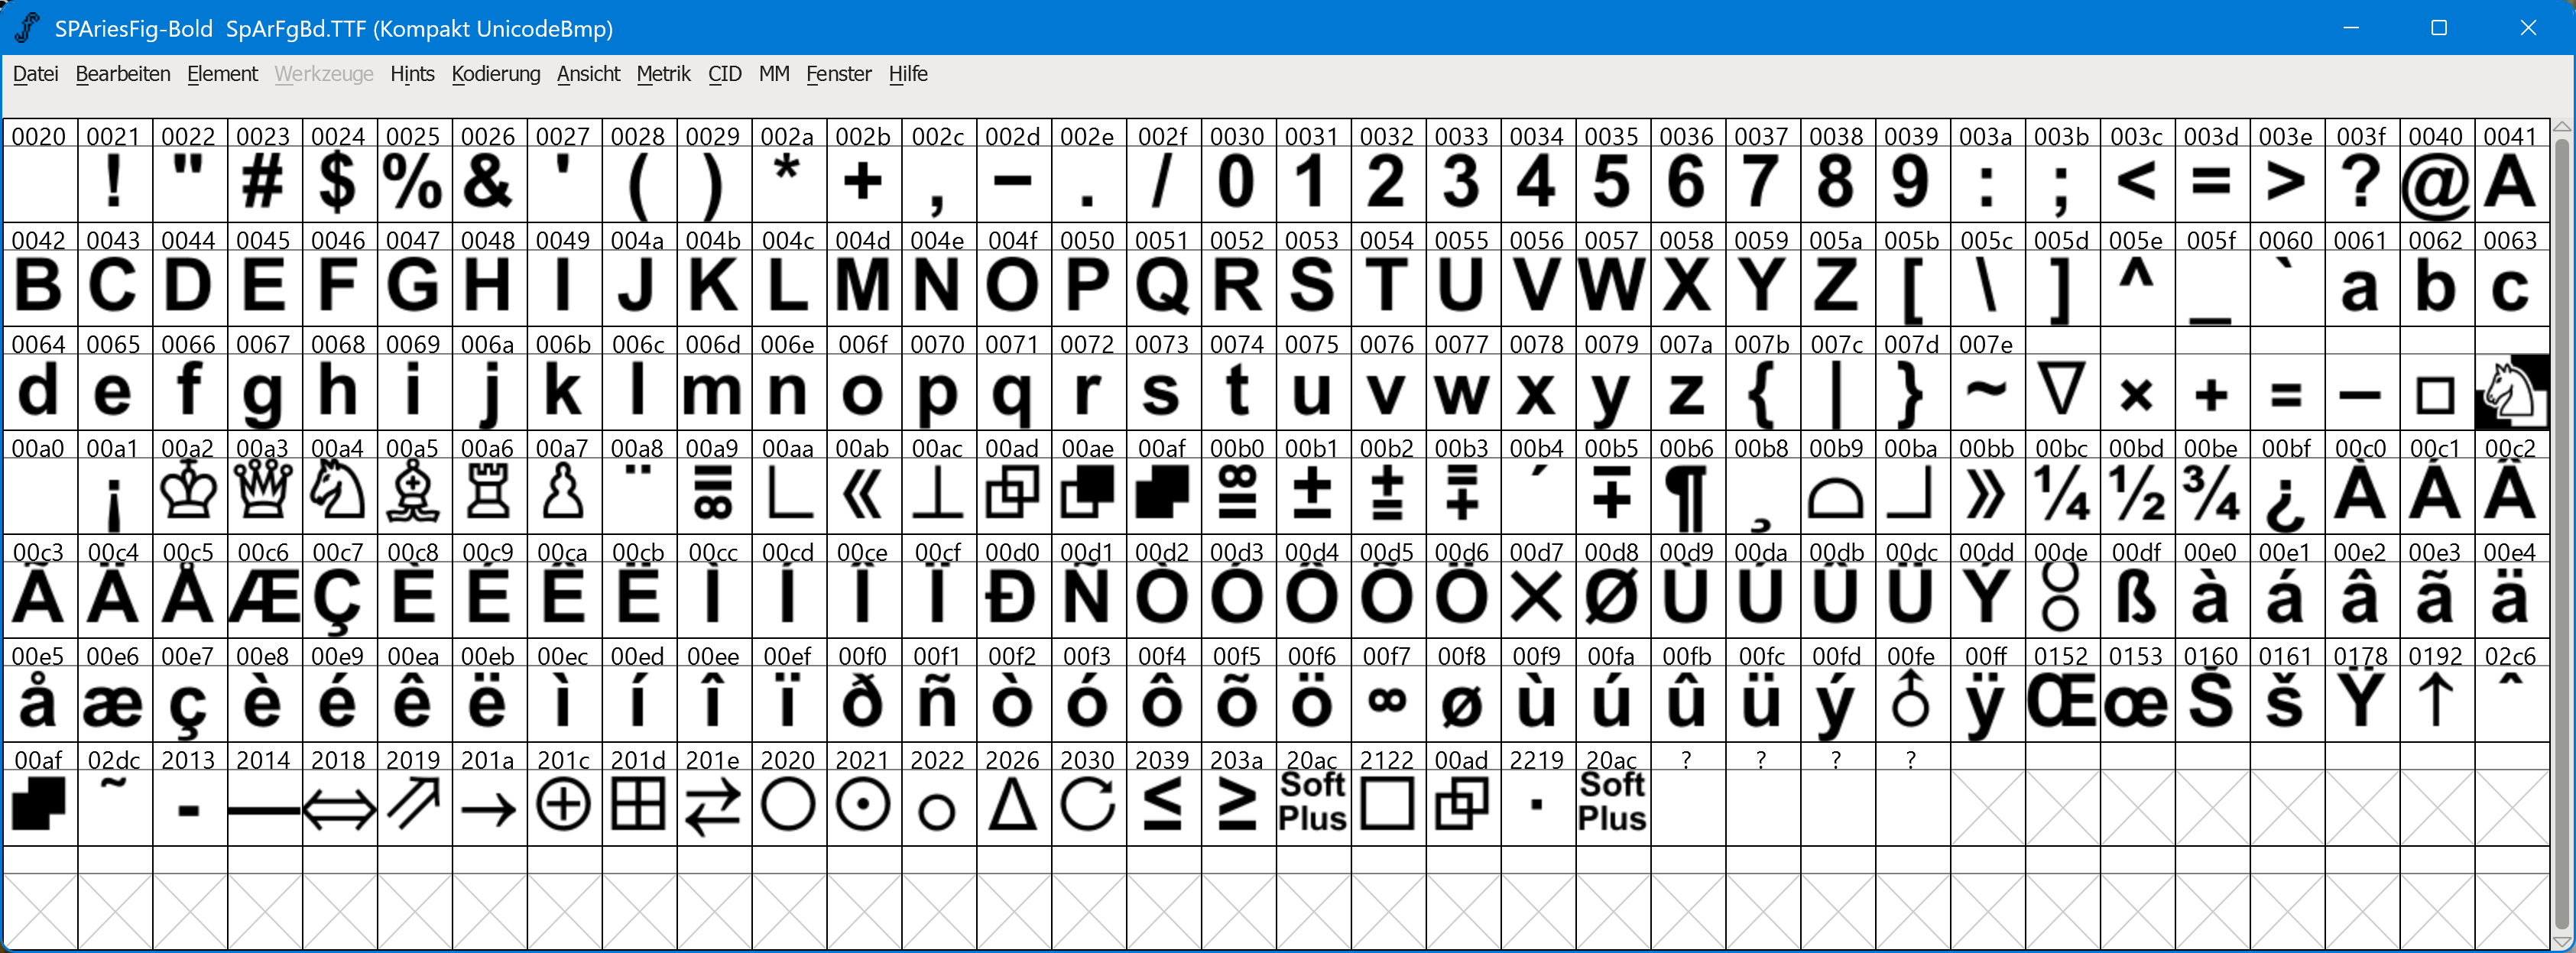 SPAriesFig-Bold  SpArFgBd.TTF (Kompakt UnicodeBmp)
Datei Bearbeiten Element Werkzeuge Hints Kodierung Ansicht Metrik CID MM Fenster Hilfe
0020 0021 0022 0023 0024 0025 0026 0027 0028 0029 002a 002b 002c 002d 002e 002f 0030 0031 0032 0033 0034 0035 0036 0037 0038 0039 003a 003b 003c 003d 003e 003f 0040 0041
! " # $ % & ' ( ) * + , − . / 0 1 2 3 4 5 6 7 8 9 : ; < = > ? @ A
0042 0043 0044 0045 0046 0047 0048 0049 004a 004b 004c 004d 004e 004f 0050 0051 0052 0053 0054 0055 0056 0057 0058 0059 005a 005b 005c 005d 005e 005f 0060 0061 0062 0063
B C D E F G H I J K L M N O P Q R S T U V W X Y Z [ \ ] ^ _ ` a b c
0064 0065 0066 0067 0068 0069 006a 006b 006c 006d 006e 006f 0070 0071 0072 0073 0074 0075 0076 0077 0078 0079 007a 007b 007c 007d 007e
d e f g h i j k l m n o p q r s t u v w x y z { | } ~ ▽ × + = − □ ♘
00a0 00a1 00a2 00a3 00a4 00a5 00a6 00a7 00a8 00a9 00aa 00ab 00ac 00ad 00ae 00af 00b0 00b1 00b2 00b3 00b4 00b5 00b6 00b8 00b9 00ba 00bb 00bc 00bd 00be 00bf 00c0 00c1 00c2
¡ ♔ ♕ ♘ ♗ ♖ ♙ ¨ « ⊥ ± ´ ∓ ¶ ¸ » ¼ ½ ¾ ¿ À Á Â
00c3 00c4 00c5 00c6 00c7 00c8 00c9 00ca 00cb 00cc 00cd 00ce 00cf 00d0 00d1 00d2 00d3 00d4 00d5 00d6 00d7 00d8 00d9 00da 00db 00dc 00dd 00de 00df 00e0 00e1 00e2 00e3 00e4
Ã Ä Å Æ Ç È É Ê Ë Ì Í Î Ï Ð Ñ Ò Ó Ô Õ Ö × Ø Ù Ú Û Ü Ý ß à á â ã ä
00e5 00e6 00e7 00e8 00e9 00ea 00eb 00ec 00ed 00ee 00ef 00f0 00f1 00f2 00f3 00f4 00f5 00f6 00f7 00f8 00f9 00fa 00fb 00fc 00fd 00fe 00ff 0152 0153 0160 0161 0178 0192 02c6
å æ ç è é ê ë ì í î ï ð ñ ò ó ô õ ö ∞ ø ù ú û ü ý ⚨ ÿ Œ œ Š š Ÿ ↑ ˆ
00af 02dc 2013 2014 2018 2019 201a 201c 201d 201e 2020 2021 2022 2026 2030 2039 203a 20ac 2122 00ad 2219 20ac ? ? ? ?
˜ - — ⇔ ⇗ → ⊕ ⊞ ⇄ ○ ⊙ ○ Δ ⟳ ≤ ≥ Soft Plus □ ⧉ ∙ Soft Plus